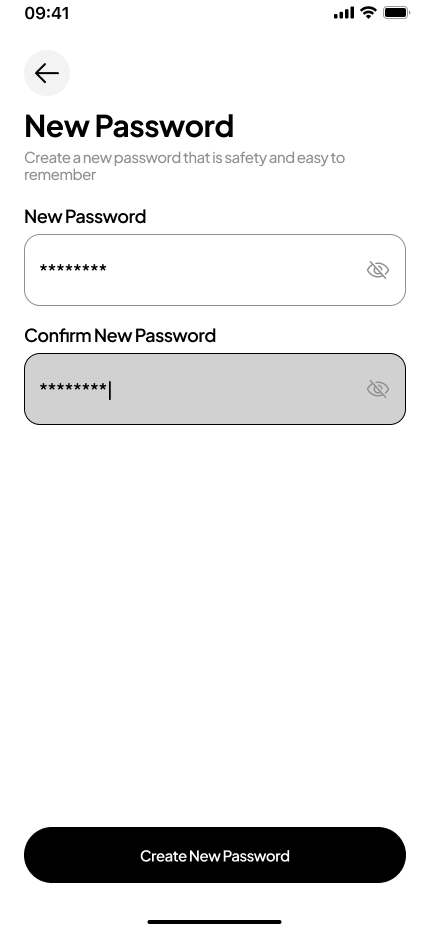 09:41
New Password
Create a new password that is safety and easy to
remember
New Password
********
Confirm New Password
********
Create New Password